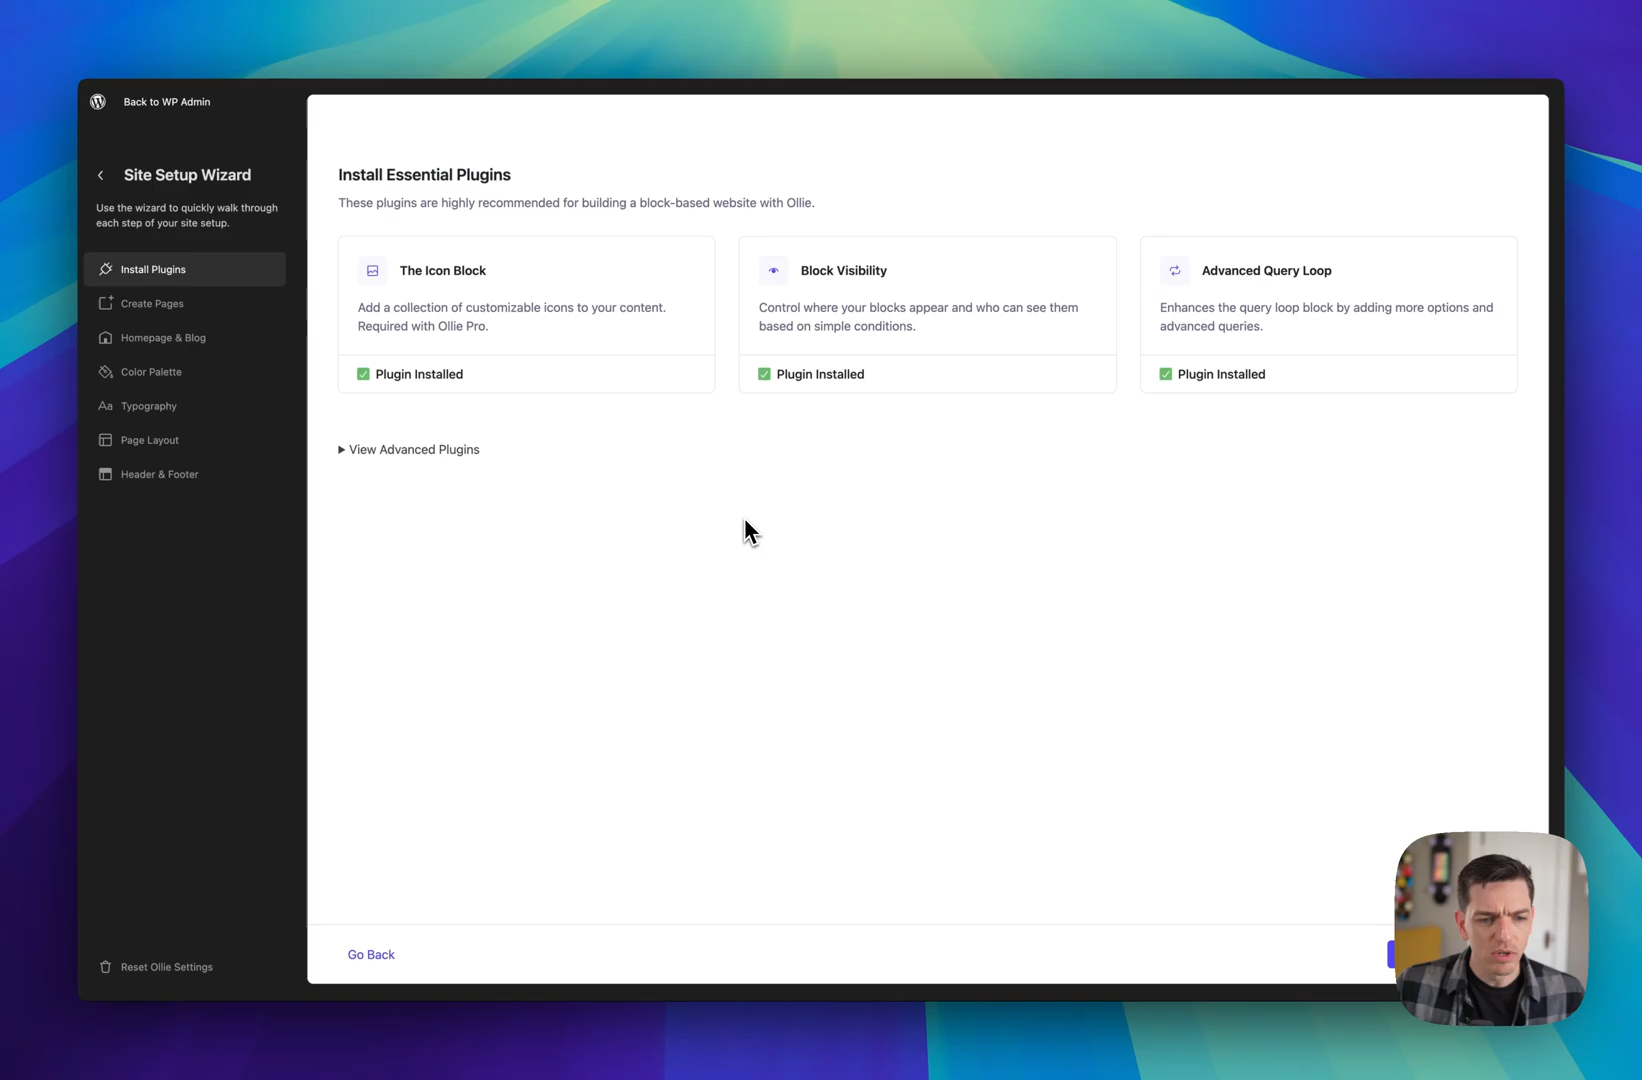 Back to WP Admin
Site Setup Wizard
Use the wizard to quickly walk through
each step of your site setup.
Install Plugins
Create Pages
Homepage & Blog
Color Palette
Aa Typography
Page Layout
Header & Footer
Reset Ollie Settings
Install Essential Plugins
These plugins are highly recommended for building a block-based website with Ollie.
The Icon Block
Add a collection of customizable icons to your content.
Required with Ollie Pro.
Plugin Installed
Block Visibility
Control where your blocks appear and who can see them
based on simple conditions.
Plugin Installed
Advanced Query Loop
Enhances the query loop block by adding more options and
advanced queries.
Plugin Installed
View Advanced Plugins
Go Back